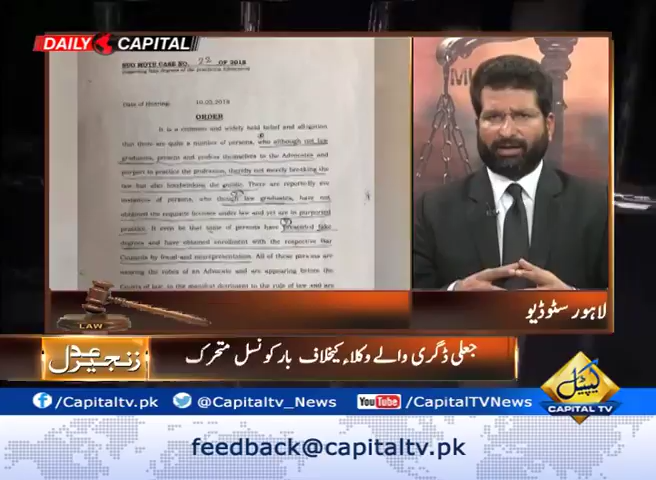 DAILY CAPITAL
SUO MOTU CASE NO. 22 OF 2018
Date of Hearing: 10.05.2018
ORDER
It is a common and widely held belief and allegation
that there are quite a number of persons, who although not law
graduates, present and profess themselves to the Advocates and
purport to practice the profession, thereby not merely breaching the
law but also
There are reportedly
of persons, who though law graduates, have not
obtained the requisite licenses under law and yet are in purported
practice. It even be that some of persons have presented fake
degrees and have obtained enrollment with the respective Bar
Councils by fraud and misrepresentation. All of these persons are
wearing the robes of an Advocate and are appearing before the
Courts of law, to the manifest detriment to the rule of law and are
لاہور سٹوڈیو
LAW
زنجیر عدل
جعلی ڈگری والے وکلاء کیخلاف بار کونسل متحرک
کیپیٹل
CAPITAL TV
/Capitaltv.pk
@Capitaltv_News
YouTube /CapitalTVNews
feedback@capitaltv.pk